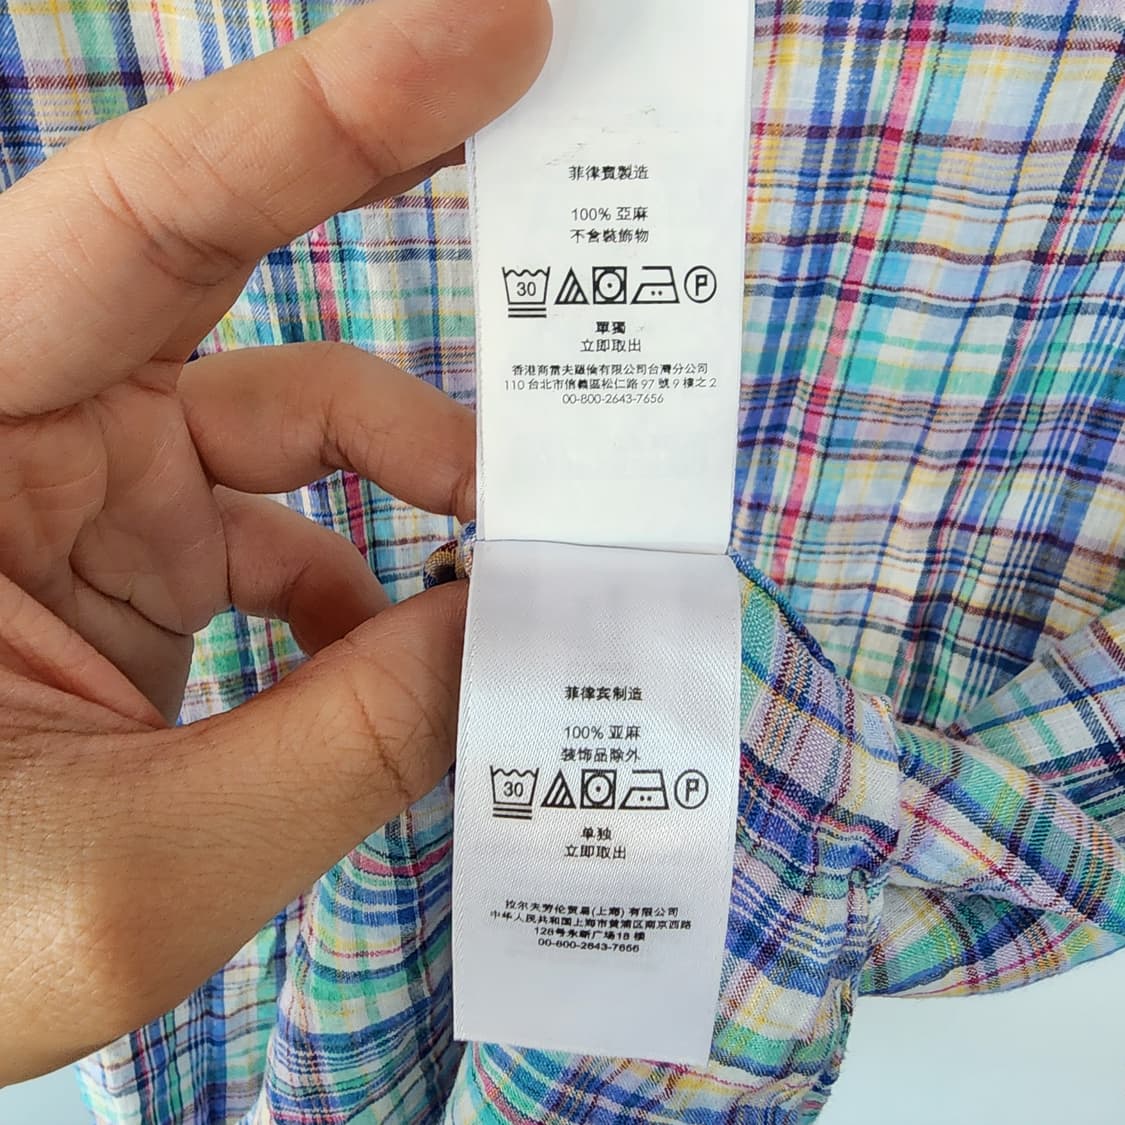 菲律賓製造
100% 亞麻
不含裝飾物
30 P
單獨
立即取出
香港商雷夫羅倫有限公司台灣分公司
110 台北市信義區松仁路 97 號 9 樓之 2
00-800-2643-7656
菲律宾制造
100% 亚麻
装饰品除外
30 P
单独
立即取出
拉尔夫劳伦贸易(上海) 有限公司
中华人民共和国上海市黄浦区南京西路
128号永新广场18 楼
00-800-2643-7656